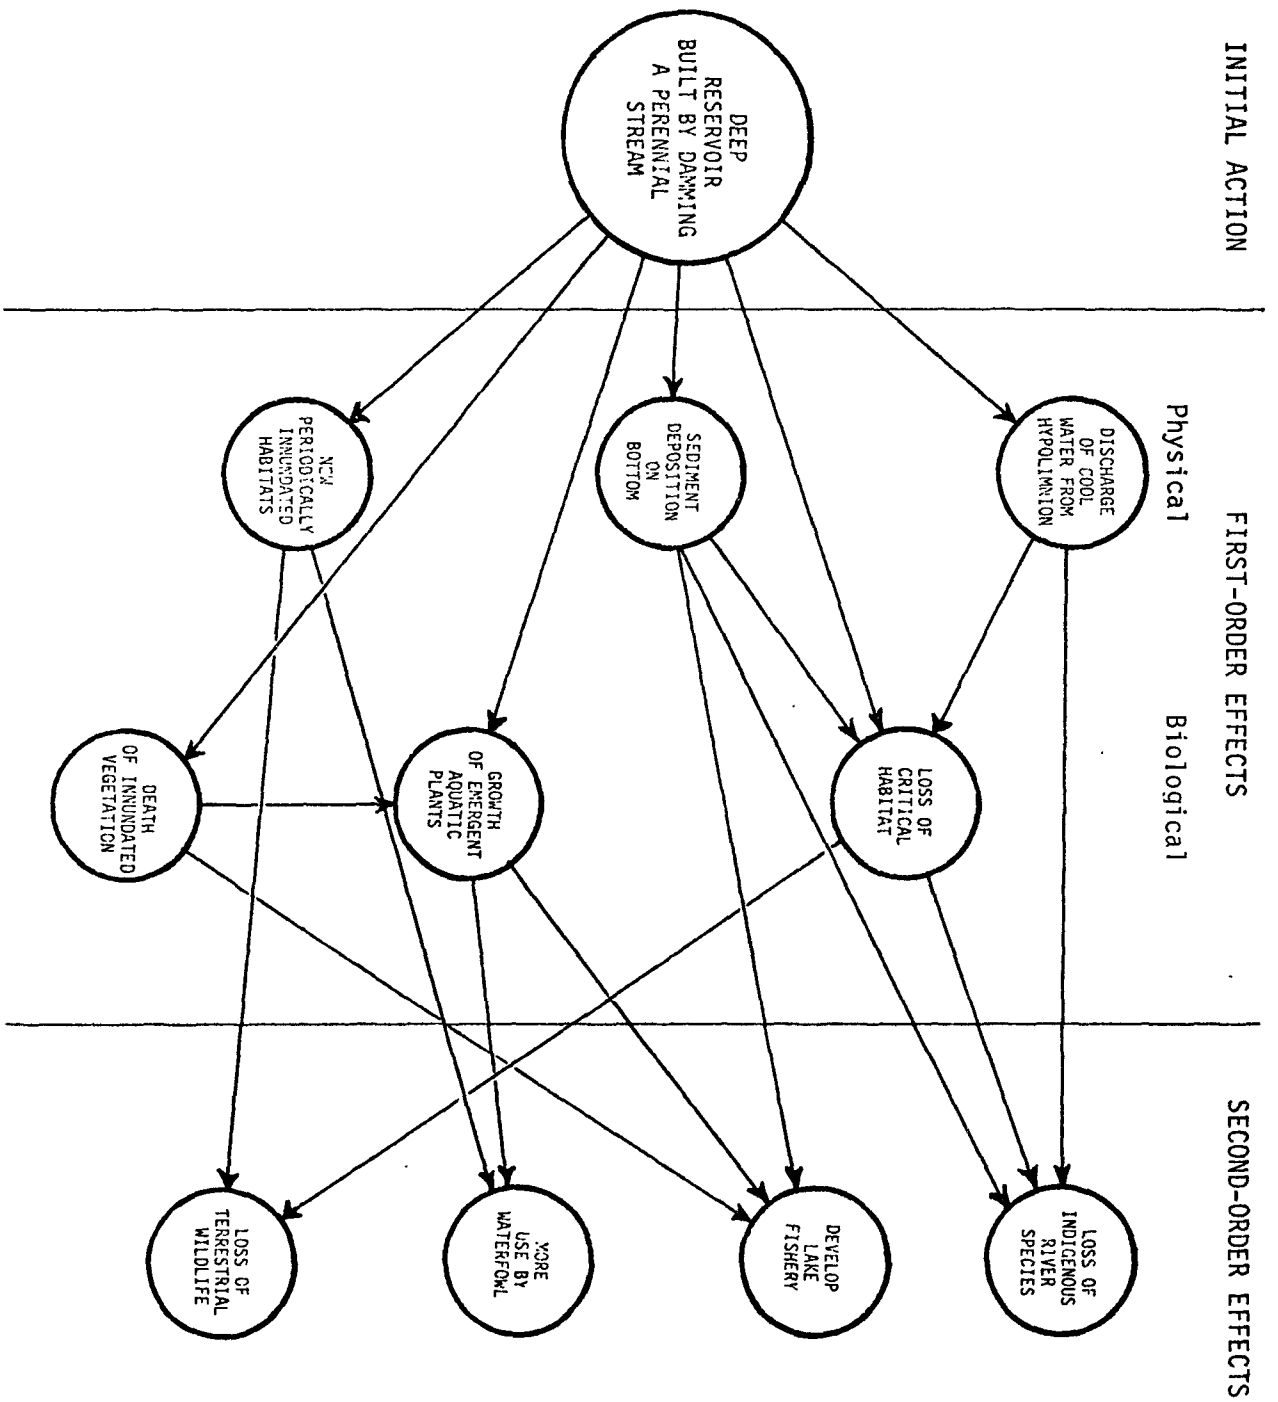 INITIAL ACTION
FIRST-ORDER EFFECTS
SECOND-ORDER EFFECTS
Physical
Biological
DEEP
RESERVOIR
BUILT BY DAMMING
A PERENNIAL
STREAM
DISCHARGE
OF COOL
WATER FROM
HYPOLIMNION
SEDIMENT
DEPOSITION
ON
BOTTOM
NEW
PERIODICALLY
INNUNDATED
HABITATS
LOSS OF
CRITICAL
HABITAT
GROWTH
OF EMERGENT
AQUATIC
PLANTS
DEATH
OF INNUNDATED
VEGETATION
LOSS OF
INDIGENOUS
RIVER
SPECIES
DEVELOP
LAKE
FISHERY
MORE
USE BY
WATERFOWL
LOSS OF
TERRESTRIAL
WILDLIFE